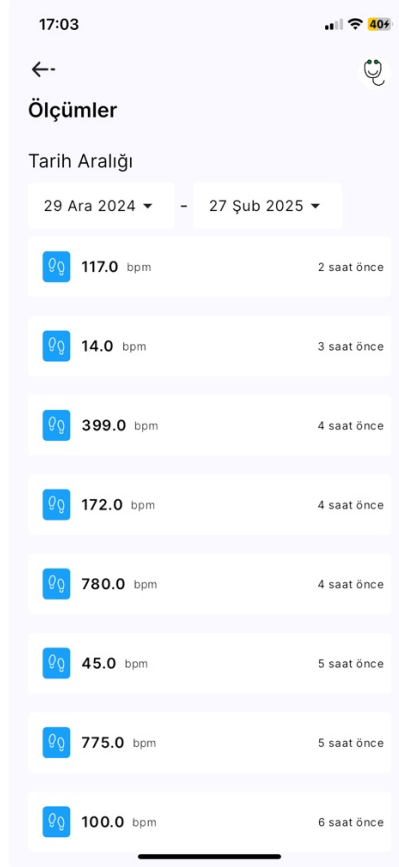 17:03
40
Ölçümler
Tarih Aralığı
29 Ara 2024 - 27 Şub 2025
117.0 bpm 2 saat önce
14.0 bpm 3 saat önce
399.0 bpm 4 saat önce
172.0 bpm 4 saat önce
780.0 bpm 4 saat önce
45.0 bpm 5 saat önce
775.0 bpm 5 saat önce
100.0 bpm 6 saat önce